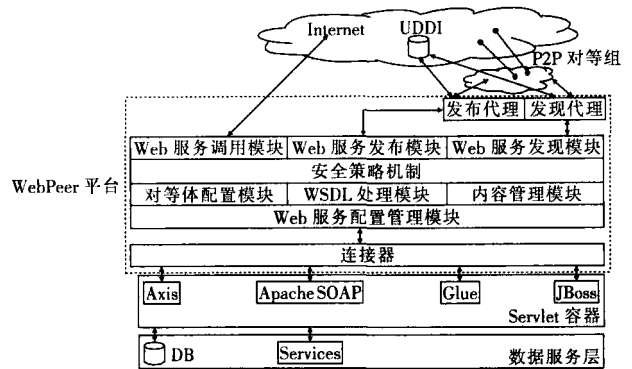 Internet
UDDI
P2P 对等组
发布代理 发现代理
Web 服务调用模块 Web 服务发布模块 Web 服务发现模块
安全策略机制
WebPeer 平台
对等体配置模块 WSDL 处理模块 内容管理模块
Web 服务配置管理模块
连接器
Axis Apache SOAP Glue JBoss
Servlet 容器
DB Services 数据服务层